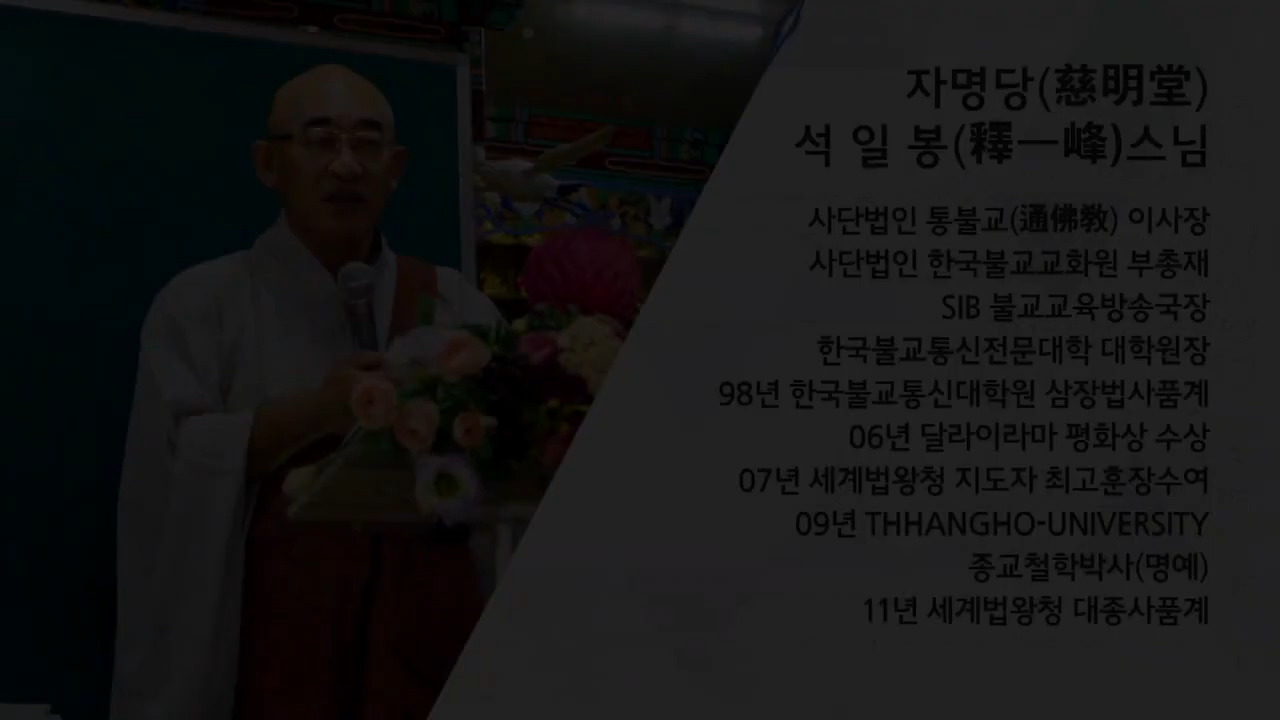 자명당(慈明堂)
석 일 봉(釋一峰)스님
사단법인 통불교(通佛敎) 이사장
사단법인 한국불교교화원 부총재
SIB 불교교육방송국장
한국불교통신전문대학 대학원장
98년 한국불교통신대학원 삼장법사품계
06년 달라이라마 평화상 수상
07년 세계법왕청 지도자 최고훈장수여
09년 THHANGHO-UNIVERSITY
종교철학박사(명예)
11년 세계법왕청 대종사품계